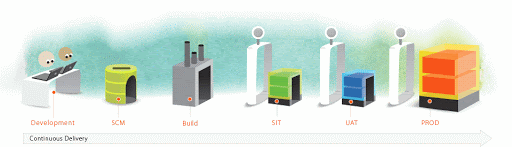 Development
SCM
Build
SIT
UAT
PROD
Continuous Delivery